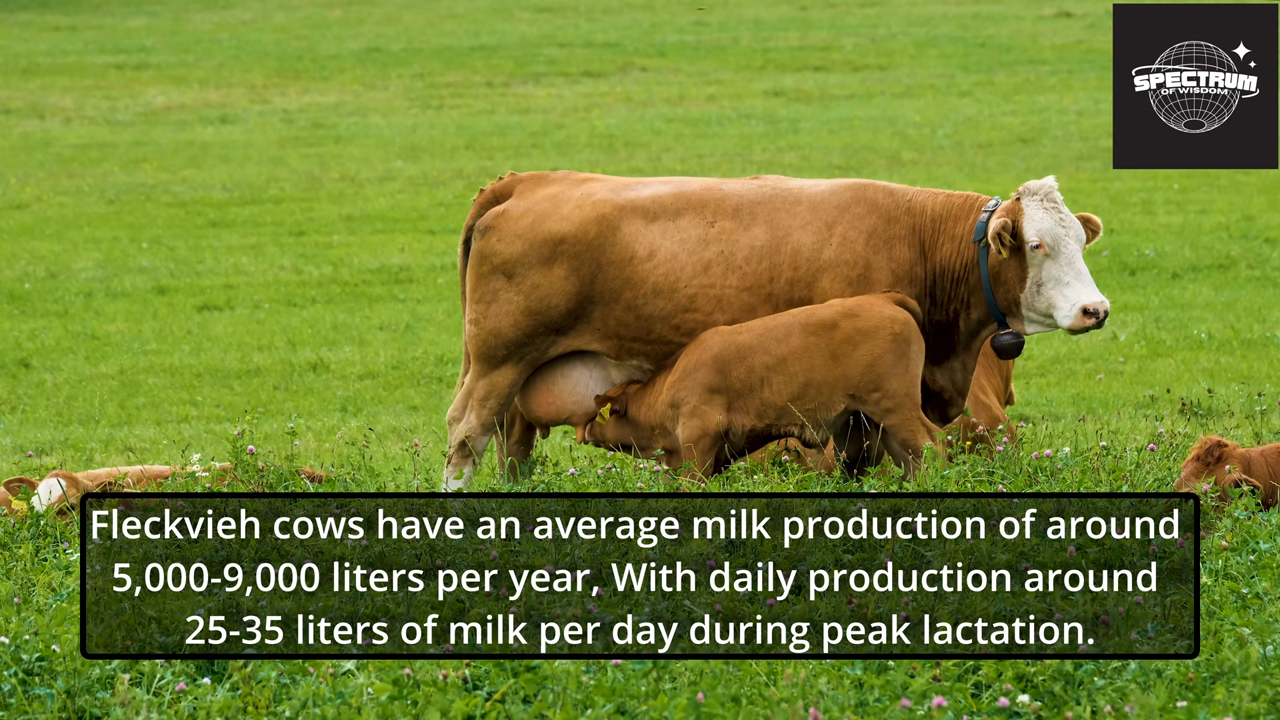 SPECTRUM
OF WISDOM
Fleckvieh cows have an average milk production of around
5,000-9,000 liters per year, With daily production around
25-35 liters of milk per day during peak lactation.